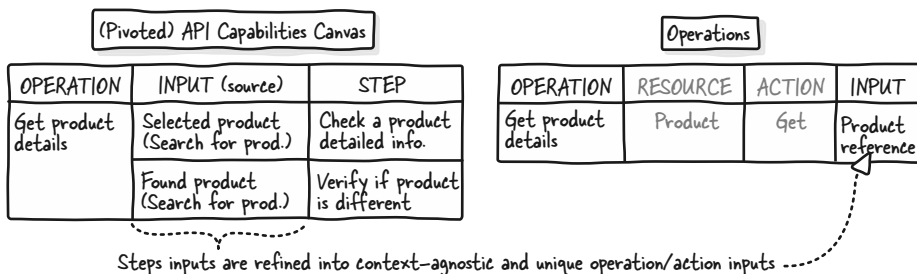 (Pivoted) API Capabilities Canvas
Operations
OPERATION INPUT (source) STEP
Get product details
Selected product (Search for prod.)
Check a product detailed info.
Found product (Search for prod.)
Verify if product is different
OPERATION RESOURCE ACTION INPUT
Get product details
Product
Get
Product reference
Steps inputs are refined into context-agnostic and unique operation/action inputs